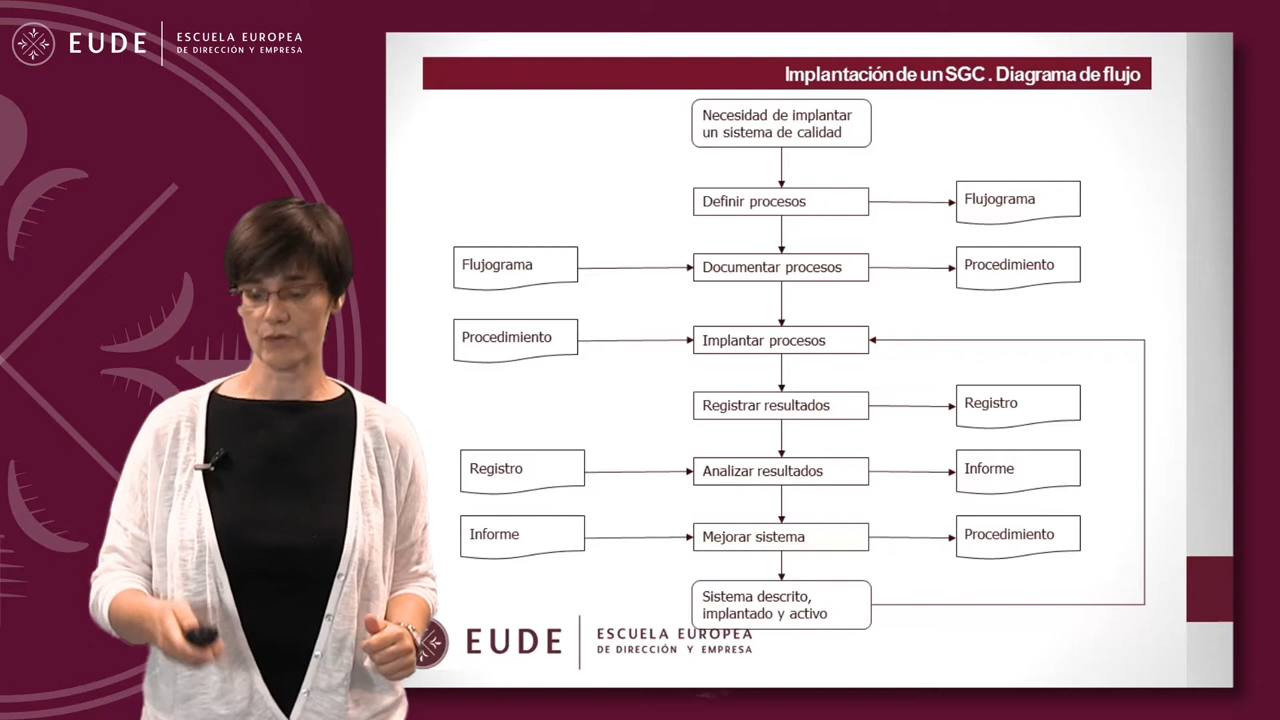 EUDE
ESCUELA EUROPEA
DE DIRECCIÓN Y EMPRESA
Implantación de un SGC . Diagrama de flujo
Necesidad de implantar
un sistema de calidad
Definir procesos
Flujograma
Flujograma
Documentar procesos
Procedimiento
Procedimiento
Implantar procesos
Registrar resultados
Registro
Registro
Analizar resultados
Informe
Informe
Mejorar sistema
Procedimiento
Sistema descrito,
implantado y activo
EUDE
ESCUELA EUROPEA
DE DIRECCIÓN Y EMPRESA